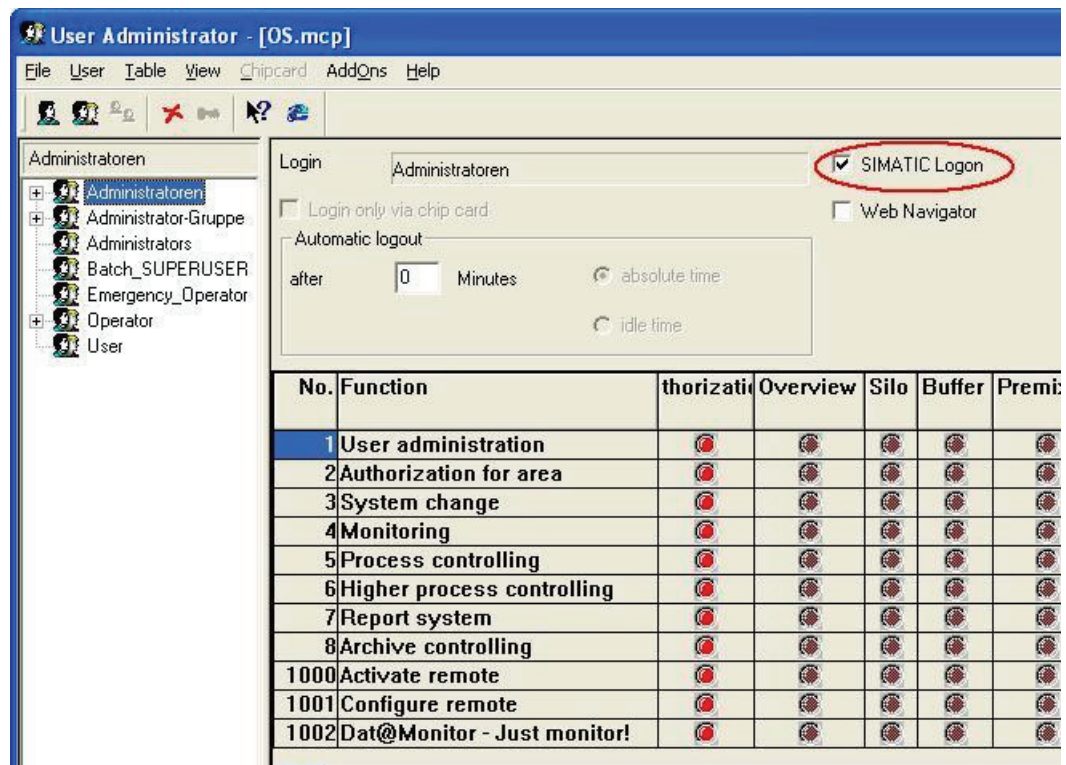 User Administrator - [OS.mcp]
File User Table View Chipcard AddOns Help
Administratoren
Administratoren
Administrator-Gruppe
Administrators
Batch_SUPERUSER
Emergency_Operator
Operator
User
Login Administratoren SIMATIC Logon
Login only via chip card Web Navigator
Automatic logout
after 0 Minutes absolute time
idle time
No. Function thorizati Overview Silo Buffer Premi
1 User administration
2 Authorization for area
3 System change
4 Monitoring
5 Process controlling
6 Higher process controlling
7 Report system
8 Archive controlling
1000 Activate remote
1001 Configure remote
1002 Dat@Monitor - Just monitor!